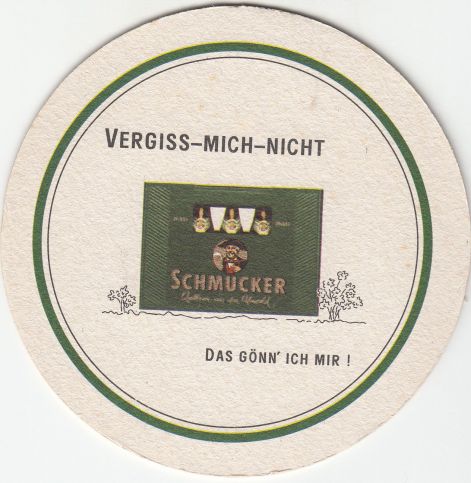 VERGISS-MICH-NICHT
SCHMUCKER
DAS GÖNN' ICH MIR !